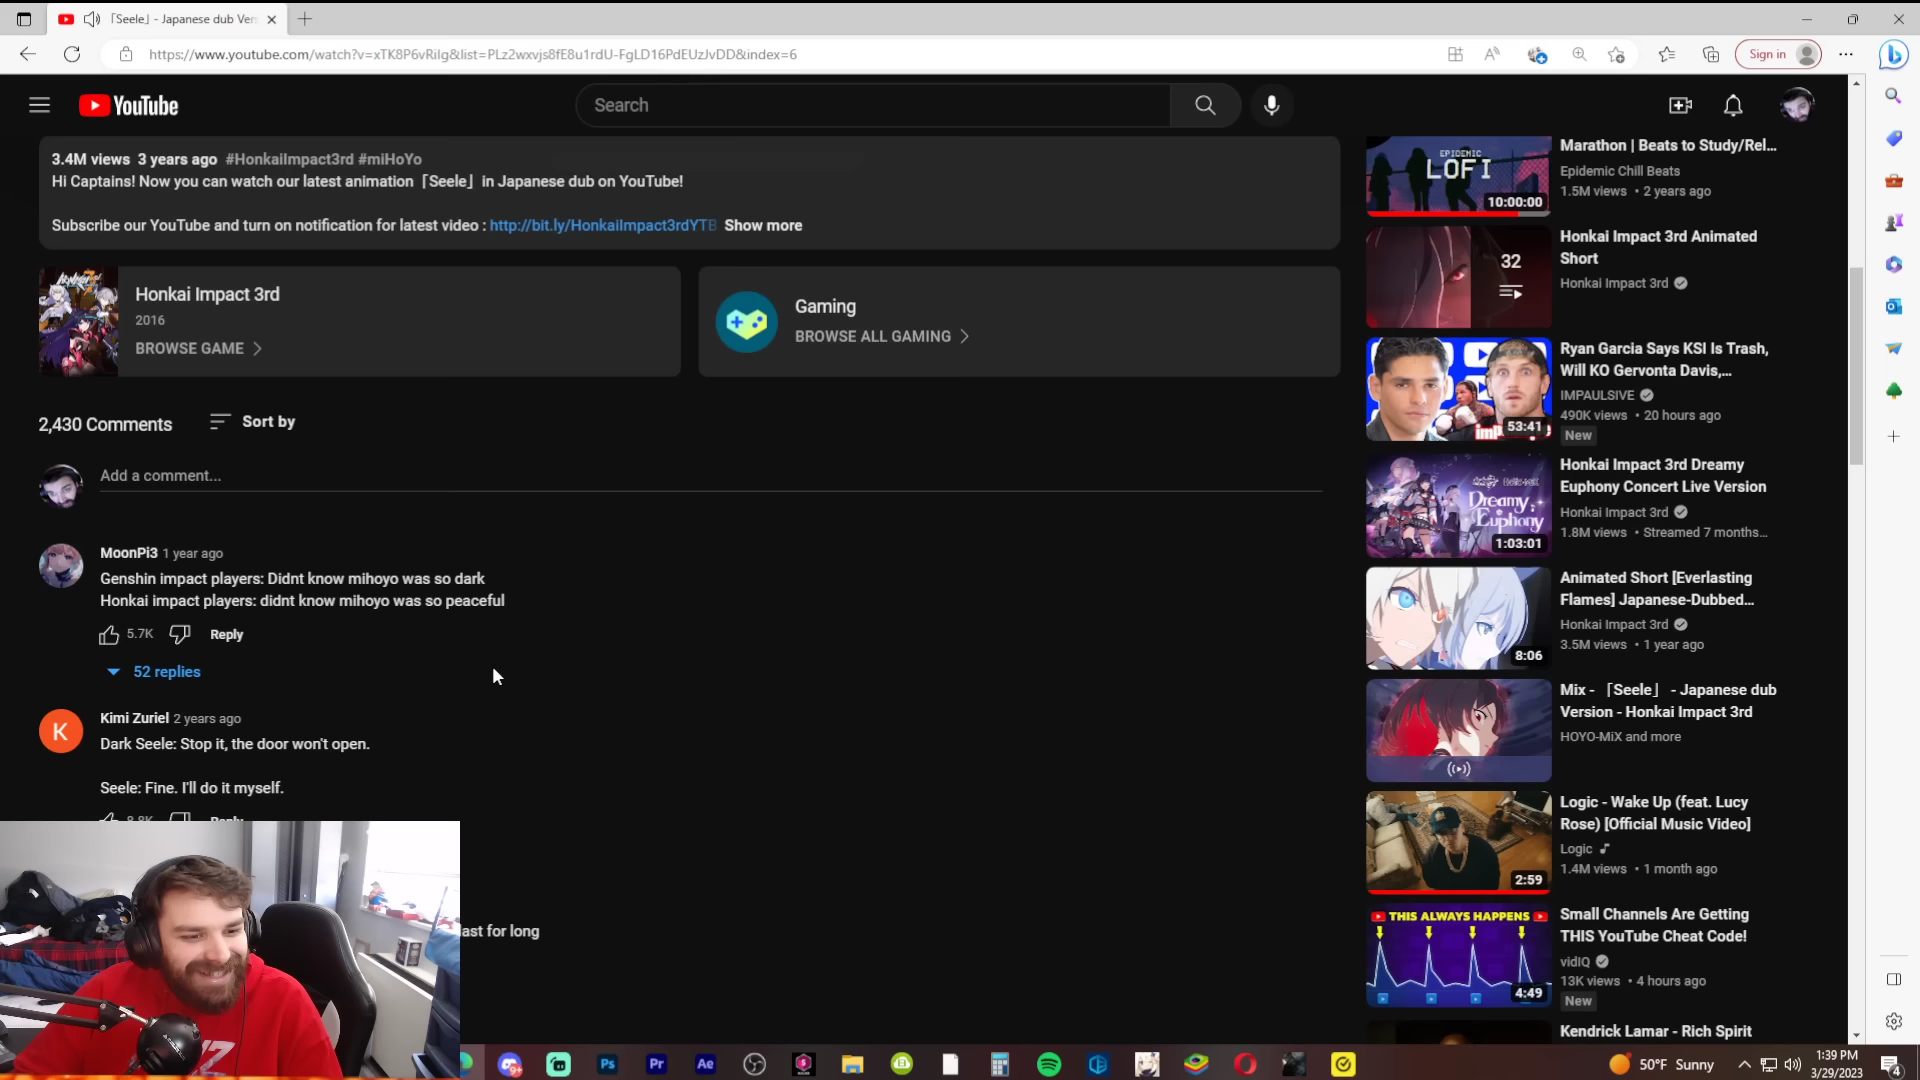 「Seele」 - Japanese dub Ver
https://www.youtube.com/watch?v=xTK8P6vRiIg&list=PLz2wxvjs8fE8u1rdU-FgLD16PdEUzJvDD&index=6
Sign in
YouTube
Search
3.4M views 3 years ago #HonkaiImpact3rd #miHoYo
Hi Captains! Now you can watch our latest animation「Seele」in Japanese dub on YouTube!
Subscribe our YouTube and turn on notification for latest video : http://bit.ly/HonkaiImpact3rdYTB Show more
Honkai Impact 3rd
2016
BROWSE GAME
Gaming
BROWSE ALL GAMING
2,430 Comments
Sort by
Add a comment...
MoonPi3 1 year ago
Genshin impact players: Didnt know mihoyo was so dark
Honkai impact players: didnt know mihoyo was so peaceful
5.7K Reply
52 replies
K
Kimi Zuriel 2 years ago
Dark Seele: Stop it, the door won't open.
Seele: Fine. I'll do it myself.
8.8K Reply
ast for long
EPIDEMIC
LOFI
10:00:00
Marathon | Beats to Study/Rel...
Epidemic Chill Beats
1.5M views • 2 years ago
32
Honkai Impact 3rd Animated
Short
Honkai Impact 3rd
53:41
Ryan Garcia Says KSI Is Trash,
Will KO Gervonta Davis,...
IMPAULSIVE
490K views • 20 hours ago
New
Dreamy
Euphony
1:03:01
Honkai Impact 3rd Dreamy
Euphony Concert Live Version
Honkai Impact 3rd
1.8M views • Streamed 7 months...
8:06
Animated Short [Everlasting
Flames] Japanese-Dubbed...
Honkai Impact 3rd
3.5M views • 1 year ago
Mix - 「Seele」 - Japanese dub
Version - Honkai Impact 3rd
HOYO-MiX and more
2:59
Logic - Wake Up (feat. Lucy
Rose) [Official Music Video]
Logic
1.4M views • 1 month ago
THIS ALWAYS HAPPENS
4:49
Small Channels Are Getting
THIS YouTube Cheat Code!
vidIQ
13K views • 4 hours ago
New
Kendrick Lamar - Rich Spirit
9+
Ps
Pr
Ae
50°F Sunny
1:39 PM
3/29/2023
4